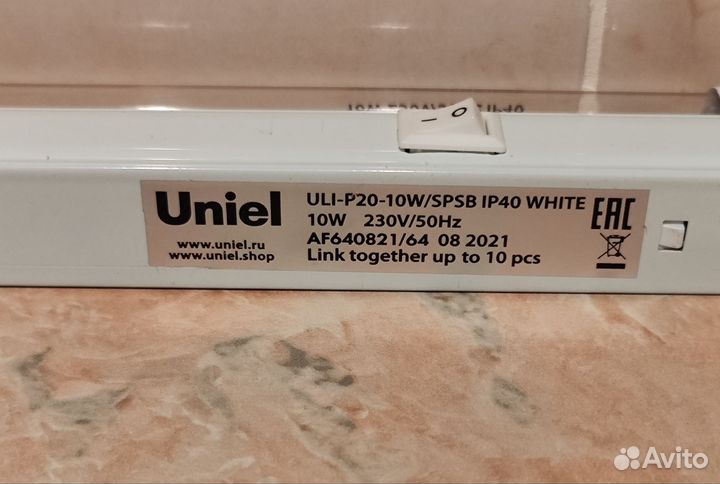 Uniel
www.uniel.ru
www.uniel.shop
ULI-P20-10W/SPSB IP40 WHITE
10W 230V/50Hz
AF640821/64 08 2021
Link together up to 10 pcs
EAC
Avito